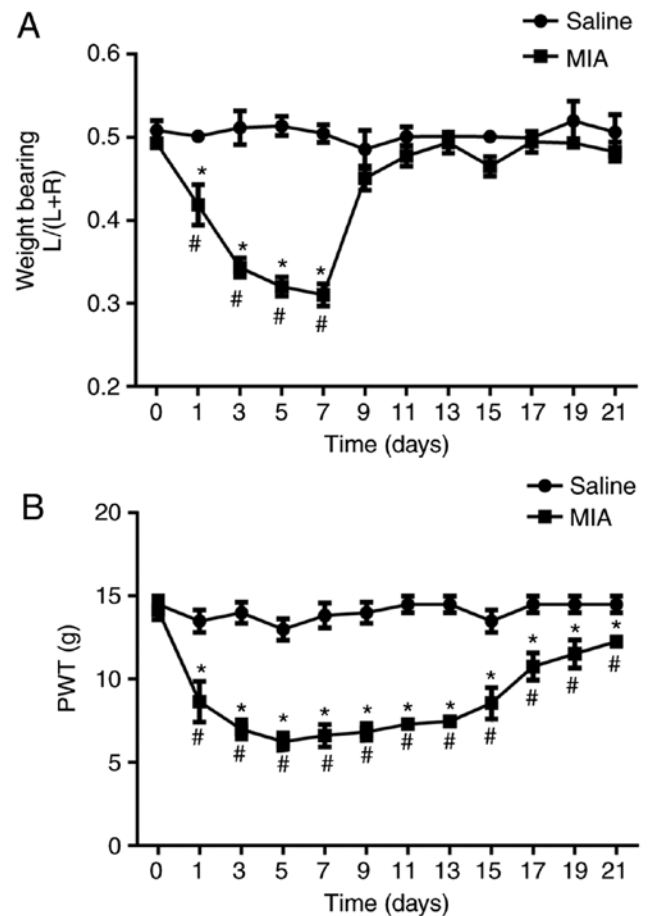 A
Saline
MIA
0.6
0.5
0.4
0.3
0.2
Weight bearing
L/(L+R)
* * * *
# # # #
0 1 3 5 7 9 11 13 15 17 19 21
Time (days)
B
Saline
MIA
20
15
10
5
0
PWT (g)
* * * * * * * * * * *
# # # # # # # # # # #
0 1 3 5 7 9 11 13 15 17 19 21
Time (days)